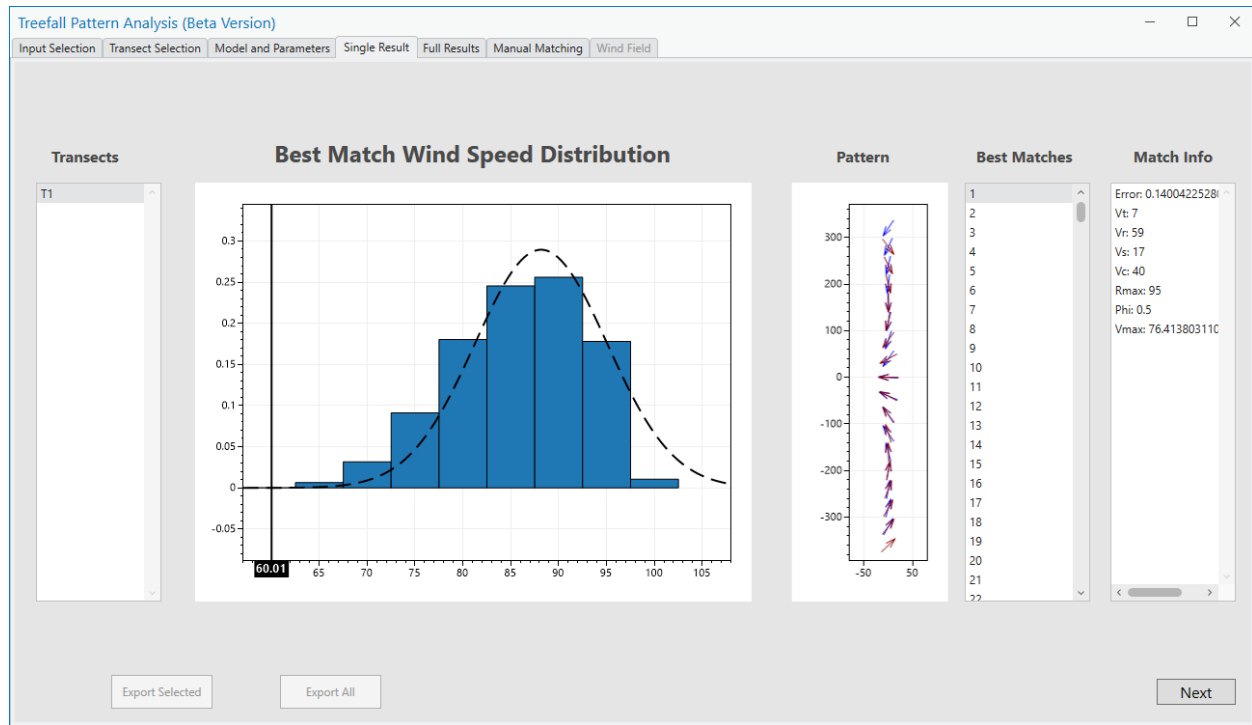 Treefall Pattern Analysis (Beta Version)
Input Selection Transect Selection Model and Parameters Single Result Full Results Manual Matching Wind Field
Transects
T1
Best Match Wind Speed Distribution
0.3
0.25
0.2
0.15
0.1
0.05
0
-0.05
60.01 65 70 75 80 85 90 95 100 105
Pattern
300
200
100
0
-100
-200
-300
-50 50
Best Matches
1
2
3
4
5
6
7
8
9
10
11
12
13
14
15
16
17
18
19
20
21
22
Match Info
Error: 0.1400422528
Vt: 7
Vr: 59
Vs: 17
Vc: 40
Rmax: 95
Phi: 0.5
Vmax: 76.413803110
Export Selected Export All Next